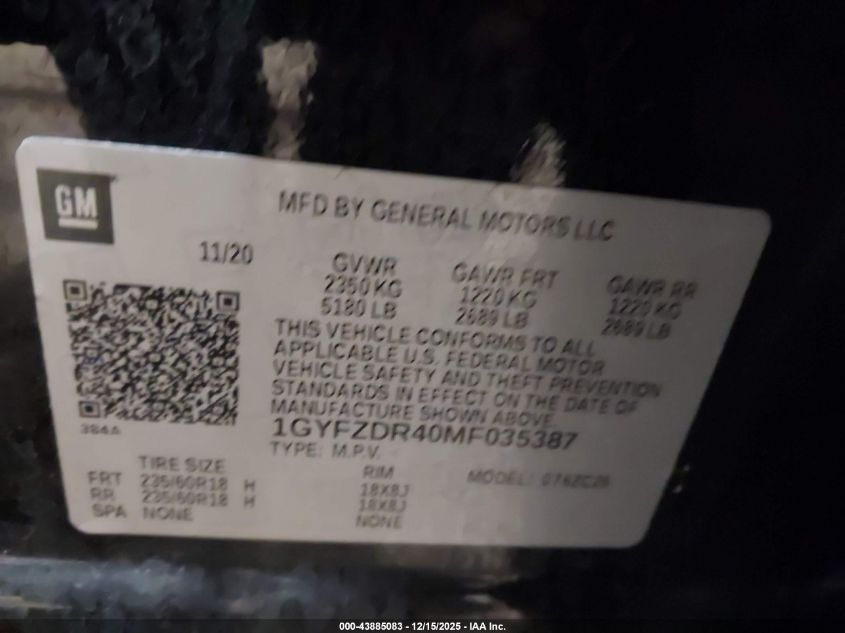 GM
MFD BY GENERAL MOTORS LLC
11/20
GVWR GAWR FRT GAWR RR
2350 KG 1220 KG 1220 KG
5180 LB 2689 LB 2689 LB
THIS VEHICLE CONFORMS TO ALL
APPLICABLE U.S. FEDERAL MOTOR
VEHICLE SAFETY AND THEFT PREVENTION
STANDARDS IN EFFECT ON THE DATE OF
MANUFACTURE SHOWN ABOVE.
384A
1GYFZDR40MF035387
TYPE: M.P.V.
TIRE SIZE RIM MODEL:
FRT 235/60R18 H 18X8J
RR 235/60R18 H 18X8J
SPA NONE NONE
000-43885083 - 12/15/2025 - IAA Inc.